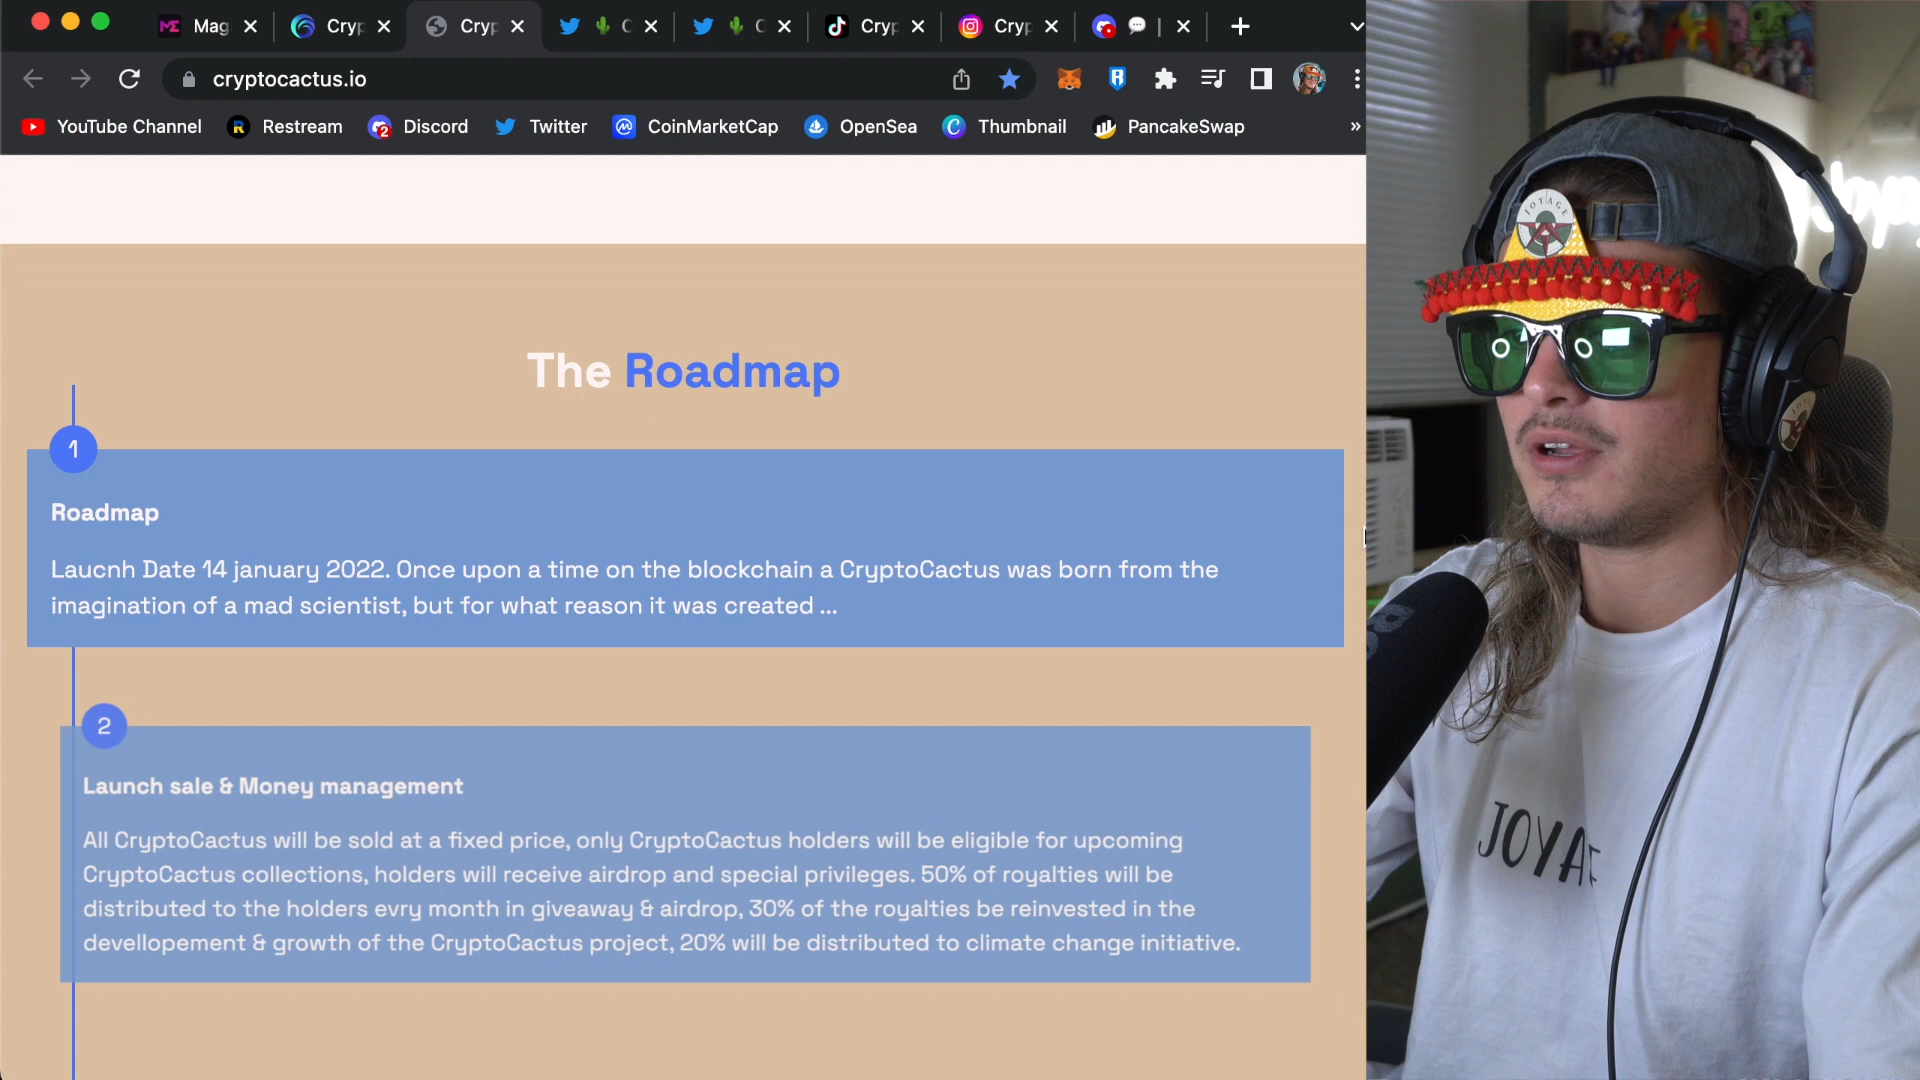 Mag
Cryp
Cryp
C
C
Cryp
Cryp
cryptocactus.io
YouTube Channel
Restream
Discord
Twitter
CoinMarketCap
OpenSea
Thumbnail
PancakeSwap
»
The Roadmap
1
Roadmap
Laucnh Date 14 january 2022. Once upon a time on the blockchain a CryptoCactus was born from the
imagination of a mad scientist, but for what reason it was created ...
2
Launch sale & Money management
All CryptoCactus will be sold at a fixed price, only CryptoCactus holders will be eligible for upcoming
CryptoCactus collections, holders will receive airdrop and special privileges. 50% of royalties will be
distributed to the holders evry month in giveaway & airdrop, 30% of the royalties be reinvested in the
devellopement & growth of the CryptoCactus project, 20% will be distributed to climate change initiative.
JOYAGE
JOYAE